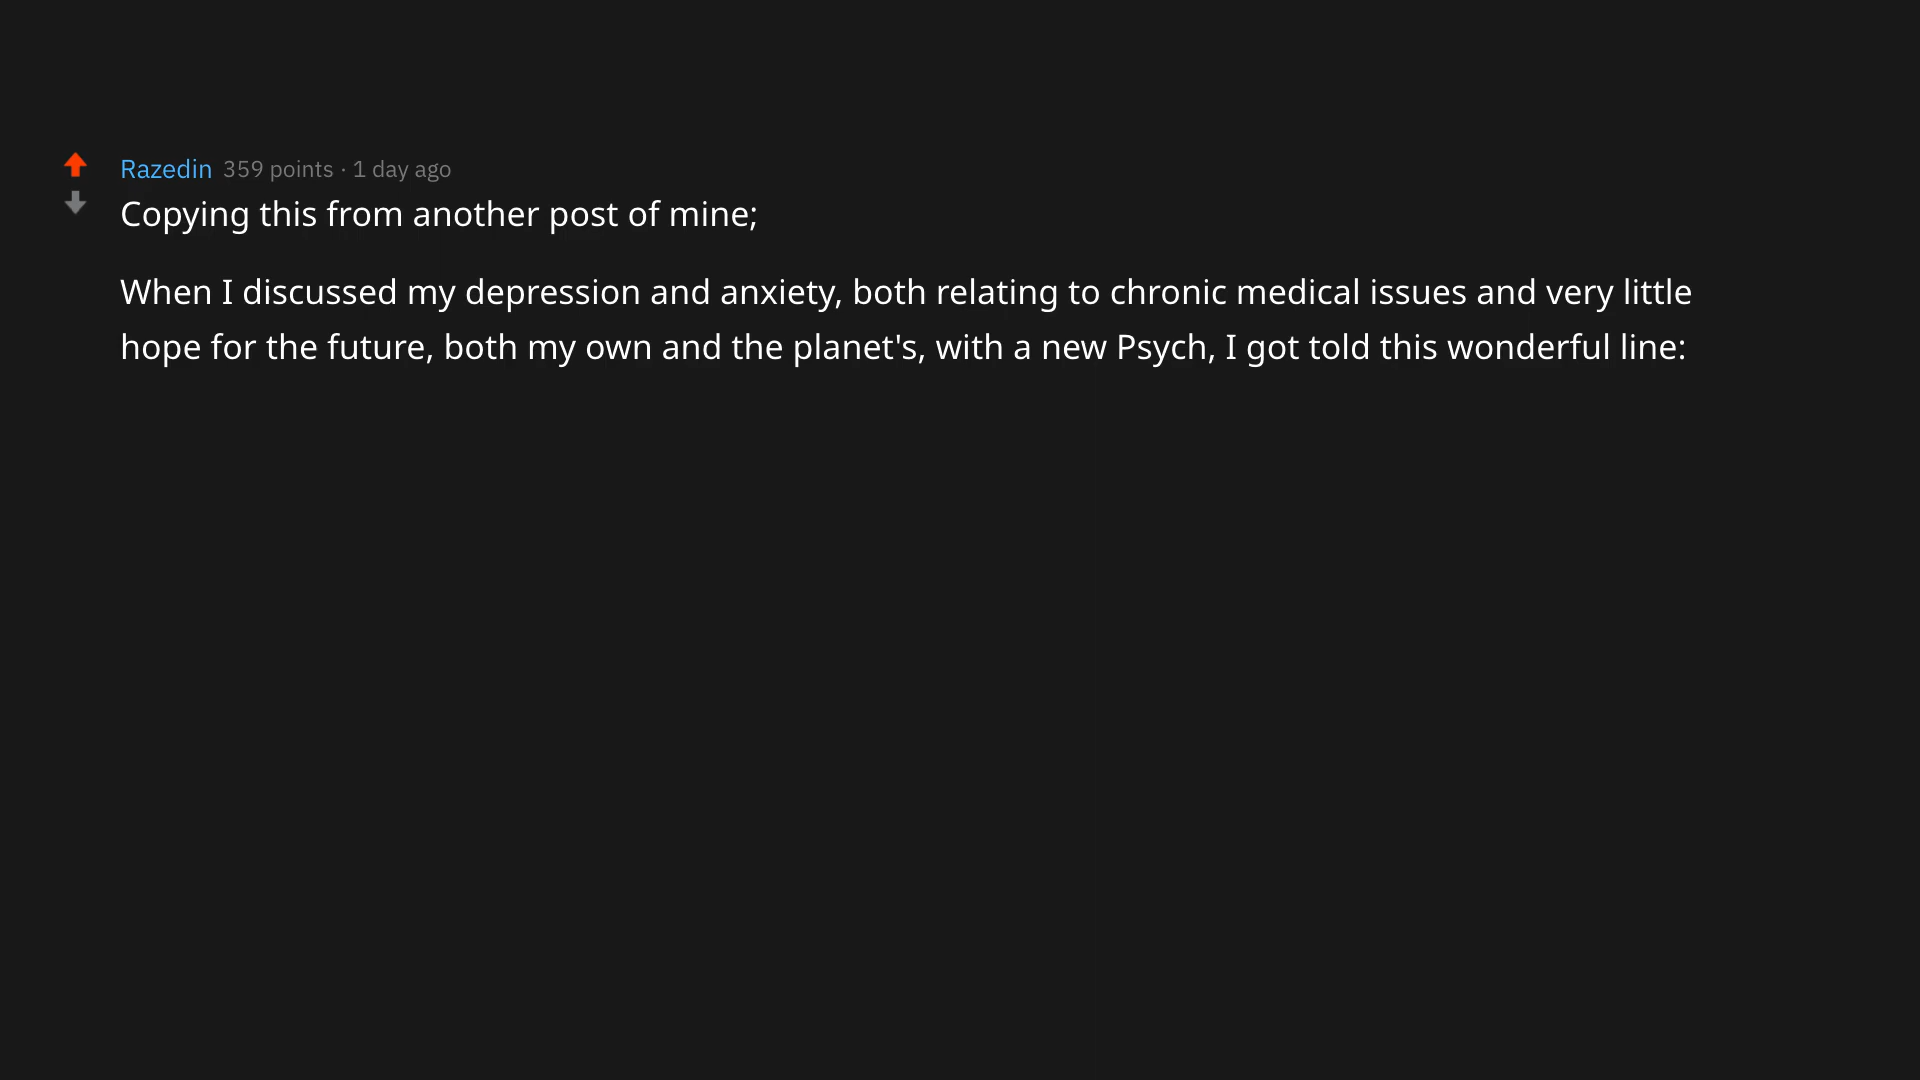 Razedin 359 points · 1 day ago
Copying this from another post of mine;
When I discussed my depression and anxiety, both relating to chronic medical issues and very little
hope for the future, both my own and the planet's, with a new Psych, I got told this wonderful line: